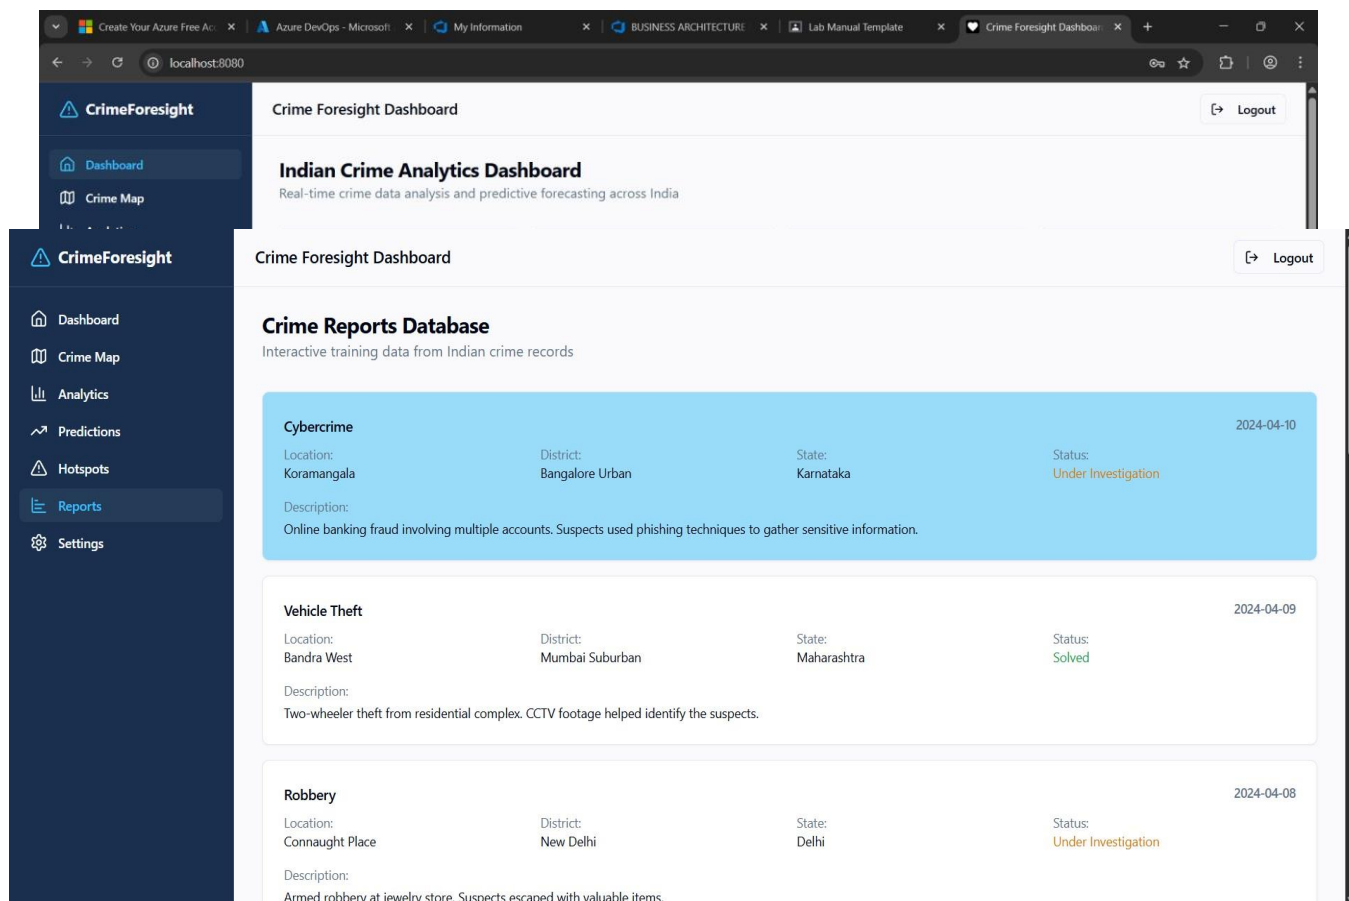 Create Your Azure Free Acc
Azure DevOps - Microsoft
My Information
BUSINESS ARCHITECTURE
Lab Manual Template
Crime Foresight Dashboar
localhost:8080
CrimeForesight
Crime Foresight Dashboard
Logout
Dashboard
Indian Crime Analytics Dashboard
Crime Map
Real-time crime data analysis and predictive forecasting across India
CrimeForesight
Crime Foresight Dashboard
Logout
Dashboard
Crime Map
Analytics
Predictions
Hotspots
Reports
Settings
Crime Reports Database
Interactive training data from Indian crime records
Cybercrime
2024-04-10
Location: District: State: Status:
Koramangala Bangalore Urban Karnataka Under Investigation
Description:
Online banking fraud involving multiple accounts. Suspects used phishing techniques to gather sensitive information.
Vehicle Theft
2024-04-09
Location: District: State: Status:
Bandra West Mumbai Suburban Maharashtra Solved
Description:
Two-wheeler theft from residential complex. CCTV footage helped identify the suspects.
Robbery
2024-04-08
Location: District: State: Status:
Connaught Place New Delhi Delhi Under Investigation
Description:
Armed robbery at jewelry store. Suspects escaped with valuable items.